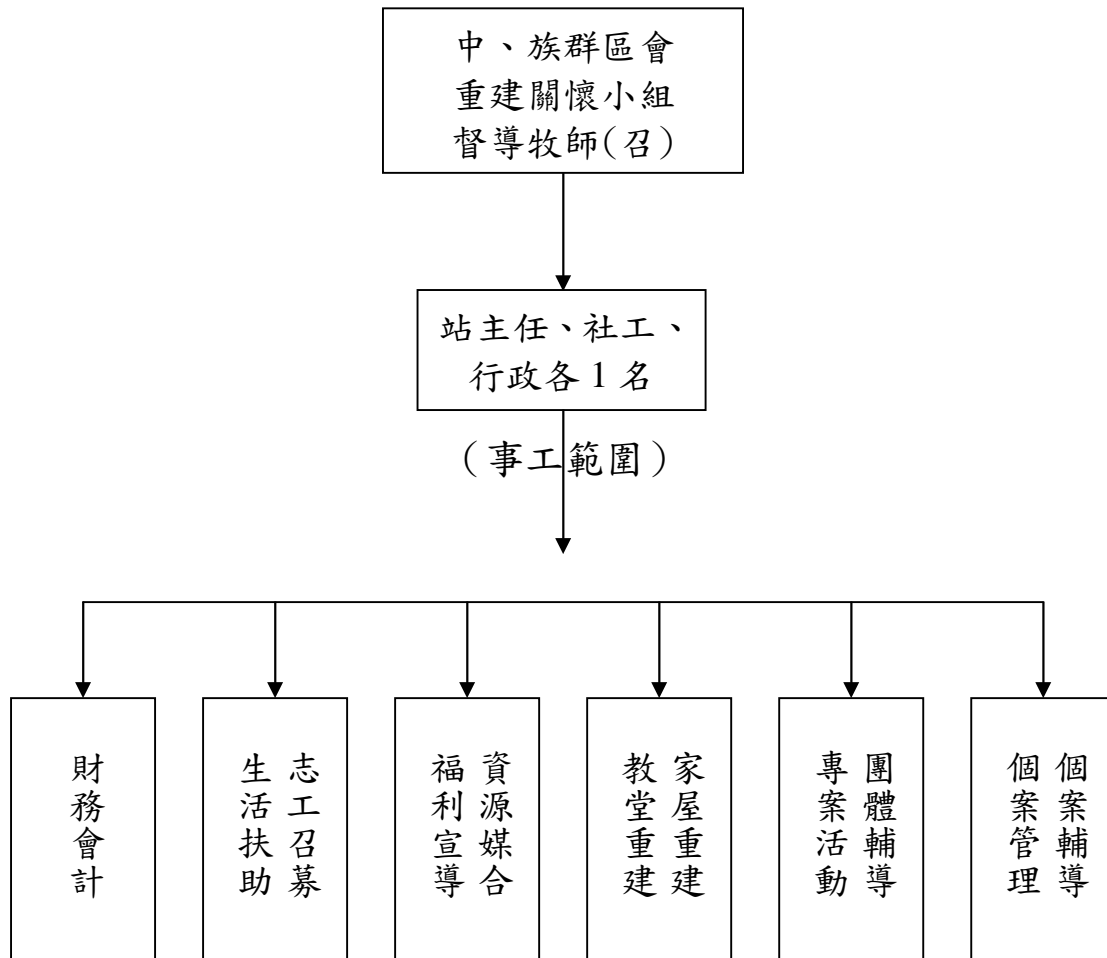 中、族群區會
重建關懷小組
督導牧師(召)
站主任、社工、
行政各1名
（事工範圍）
個案輔導
個案管理
團體輔導
專案活動
家屋重建
教堂重建
資源媒合
福利宣導
志工召募
生活扶助
財務會計